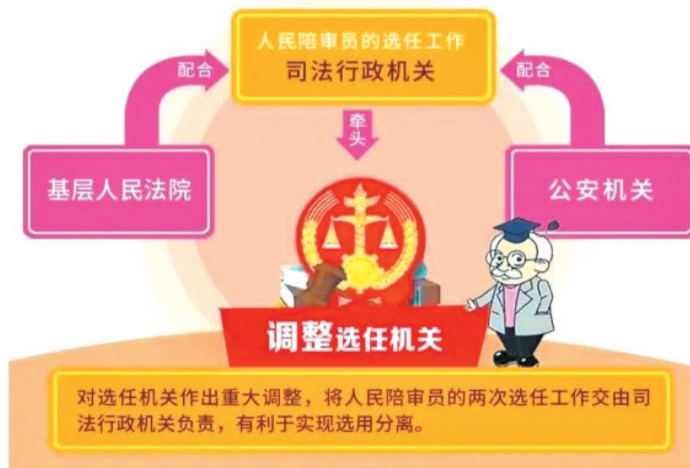 人民陪审员的选任工作
司法行政机关
配合
配合
牵头
基层人民法院
公安机关
调整选任机关
对选任机关作出重大调整，将人民陪审员的两次选任工作交由司
法行政机关负责，有利于实现选用分离。